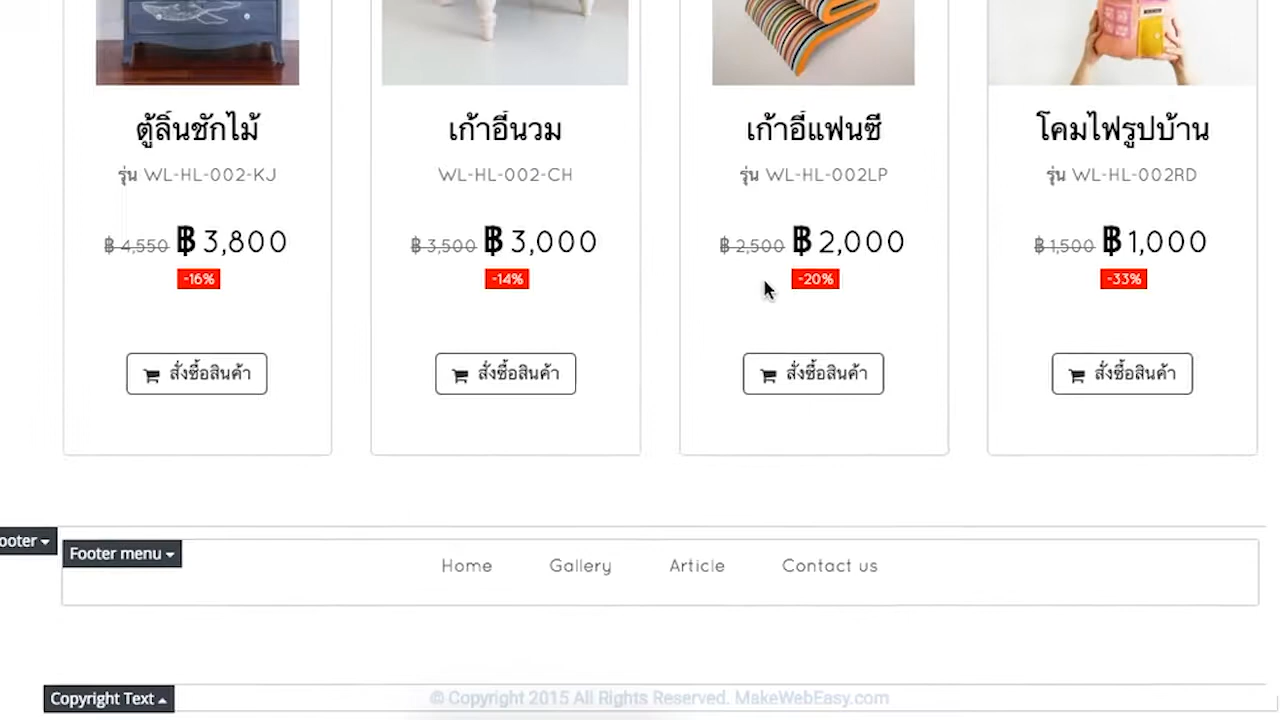 ตู้ลิ้นชักไม้
รุ่น WL-HL-002-KJ
฿ 4,550 ฿ 3,800
-16%
สั่งซื้อสินค้า
เก้าอี้นวม
WL-HL-002-CH
฿ 3,500 ฿ 3,000
-14%
สั่งซื้อสินค้า
เก้าอี้แฟนซี
รุ่น WL-HL-002LP
฿ 2,500 ฿ 2,000
-20%
สั่งซื้อสินค้า
โคมไฟรูปบ้าน
รุ่น WL-HL-002RD
฿ 1,500 ฿ 1,000
-33%
สั่งซื้อสินค้า
ooter
Footer menu
Home Gallery Article Contact us
Copyright Text
© Copyright 2015 All Rights Reserved. MakeWebEasy.com